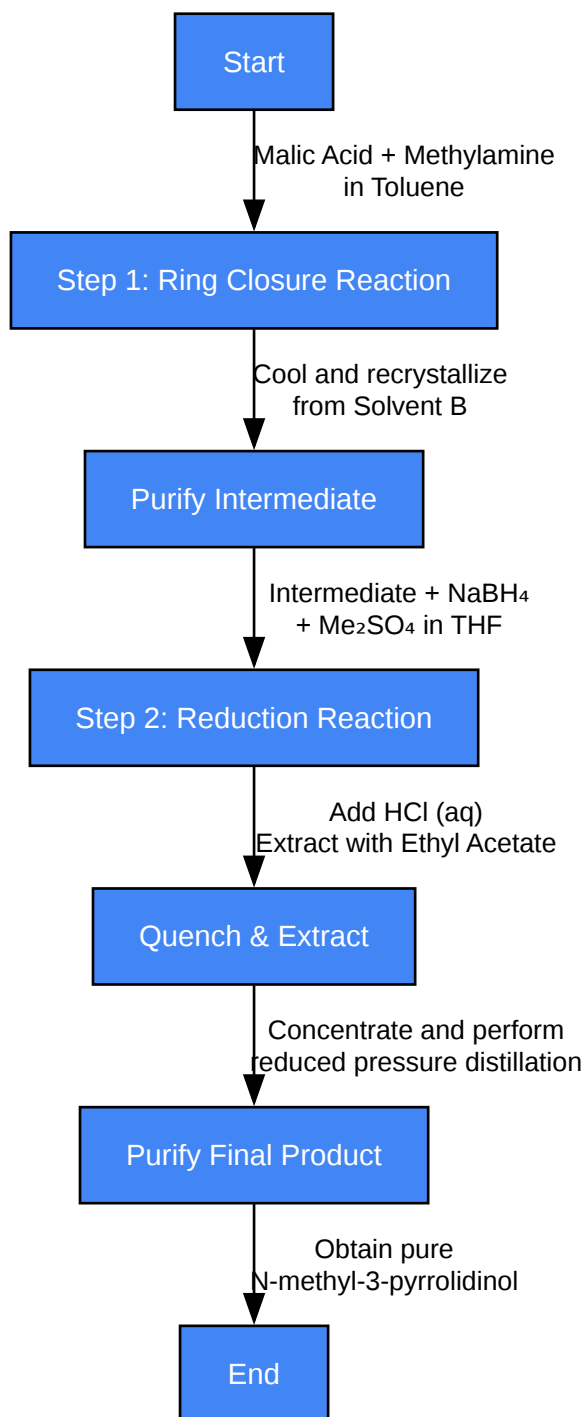 Start
Malic Acid + Methylamine
in Toluene
Step 1: Ring Closure Reaction
Cool and recrystallize
from Solvent B
Purify Intermediate
Intermediate + NaBH₄
+ Me₂SO₄ in THF
Step 2: Reduction Reaction
Add HCl (aq)
Extract with Ethyl Acetate
Quench & Extract
Concentrate and perform
reduced pressure distillation
Purify Final Product
Obtain pure
N-methyl-3-pyrrolidinol
End